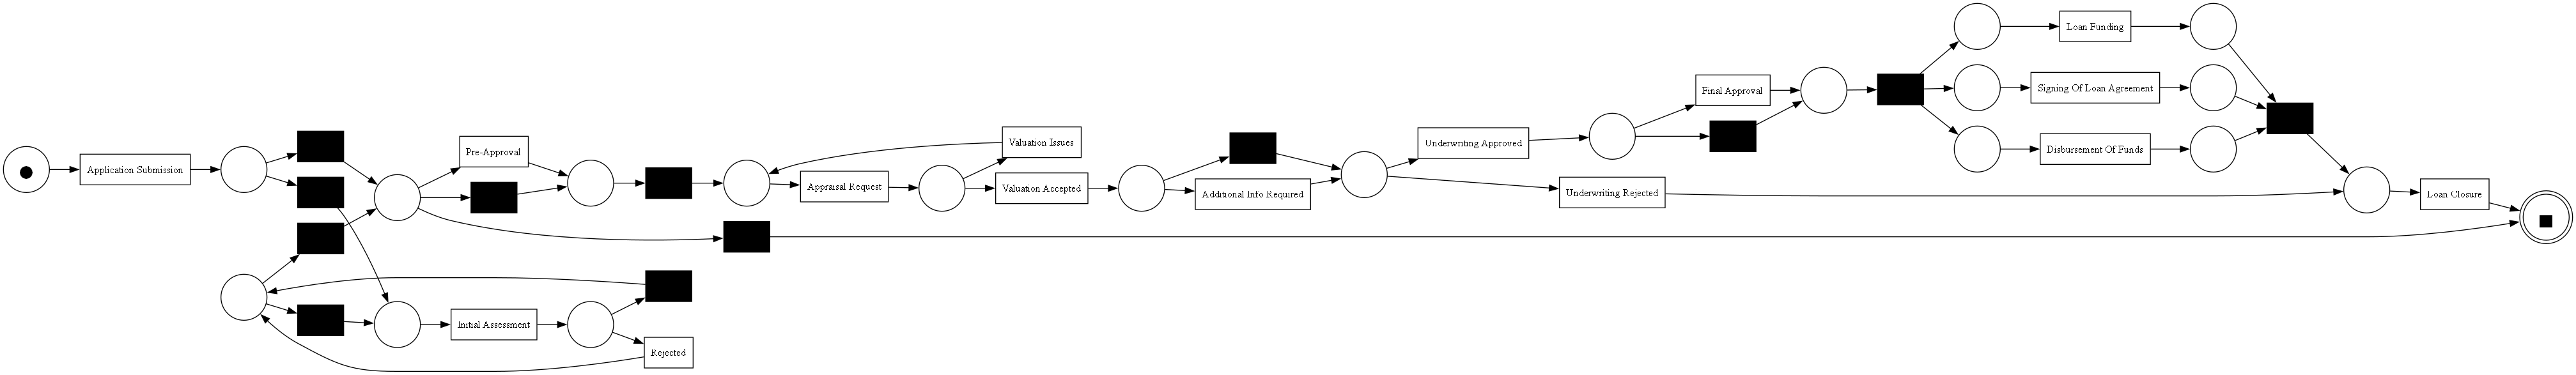 Application Submission
Pre-Approval
Initial Assessment
Rejected
Appraisal Request
Valuation Issues
Valuation Accepted
Additional Info Required
Underwriting Approved
Underwriting Rejected
Final Approval
Loan Funding
Signing Of Loan Agreement
Disbursement Of Funds
Loan Closure